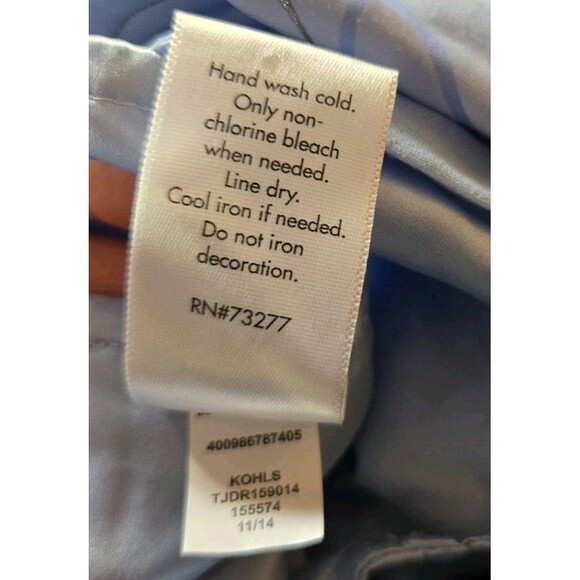 Hand wash cold.
Only non-
chlorine bleach
when needed.
Line dry.
Cool iron if needed.
Do not iron
decoration.
RN#73277
400986787405
KOHLS
TJDR159014
155574
11/14